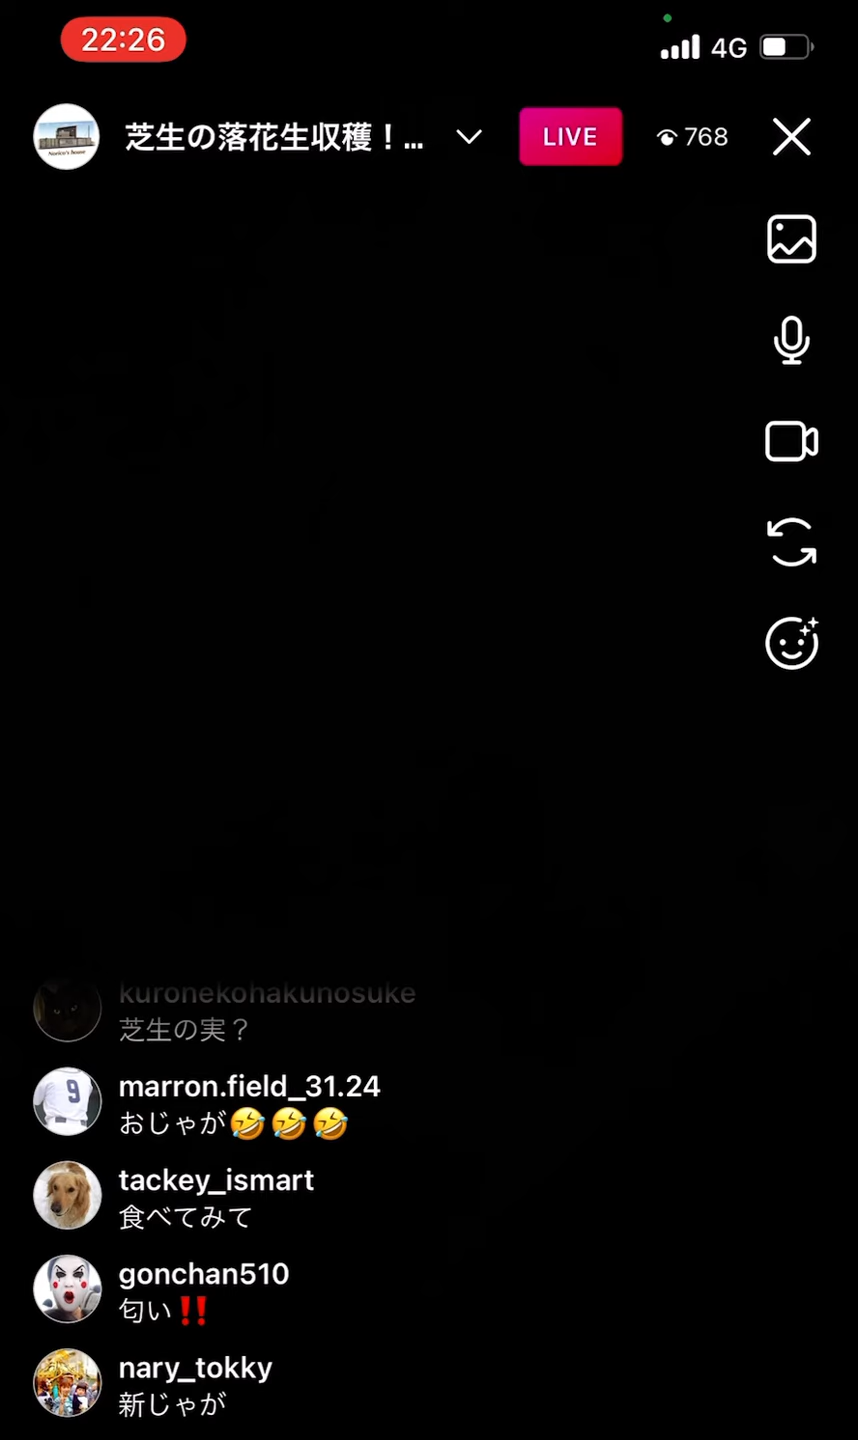 22:26
4G
芝生の落花生収穫！...
LIVE
768
kuronekohakunosuke
芝生の実？
marron.field_31.24
おじゃが🤣🤣🤣
9
tackey_ismart
食べてみて
gonchan510
匂い‼️
nary_tokky
新じゃが